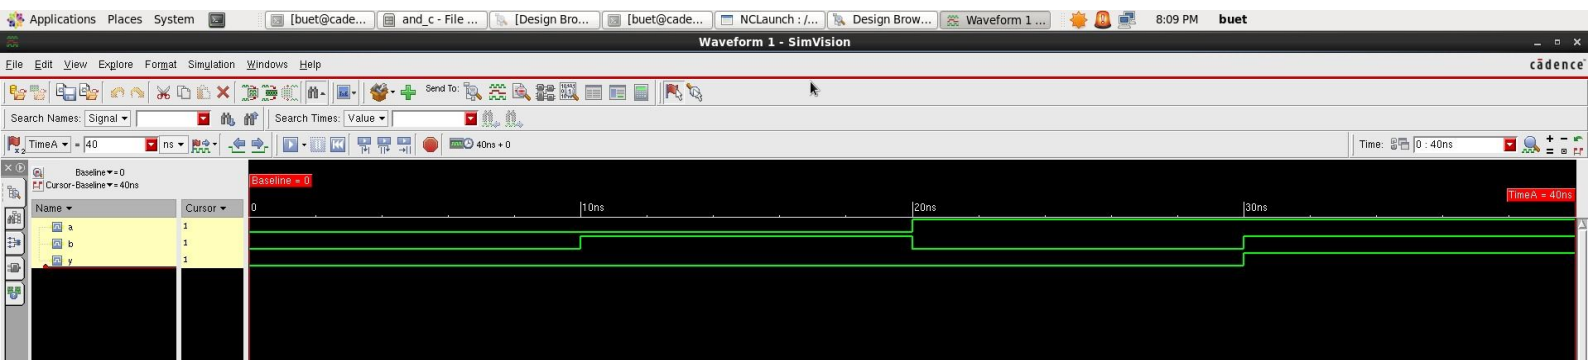 Applications Places System [buet@cade... and_c - File ... [Design Bro... [buet@cade... NCLaunch : /... Design Brow... Waveform 1 ... 8:09 PM buet
Waveform 1 - SimVision
File Edit View Explore Format Simulation Windows Help cādence
Send To:
Search Names: Signal Search Times: Value
x2 TimeA = 40 ns 40ns + 0 Time: 0 : 40ns
Baseline = 0
Cursor-Baseline = 40ns
Baseline = 0
TimeA = 40ns
Name Cursor 0 10ns 20ns 30ns
a 1
b 1
y 1